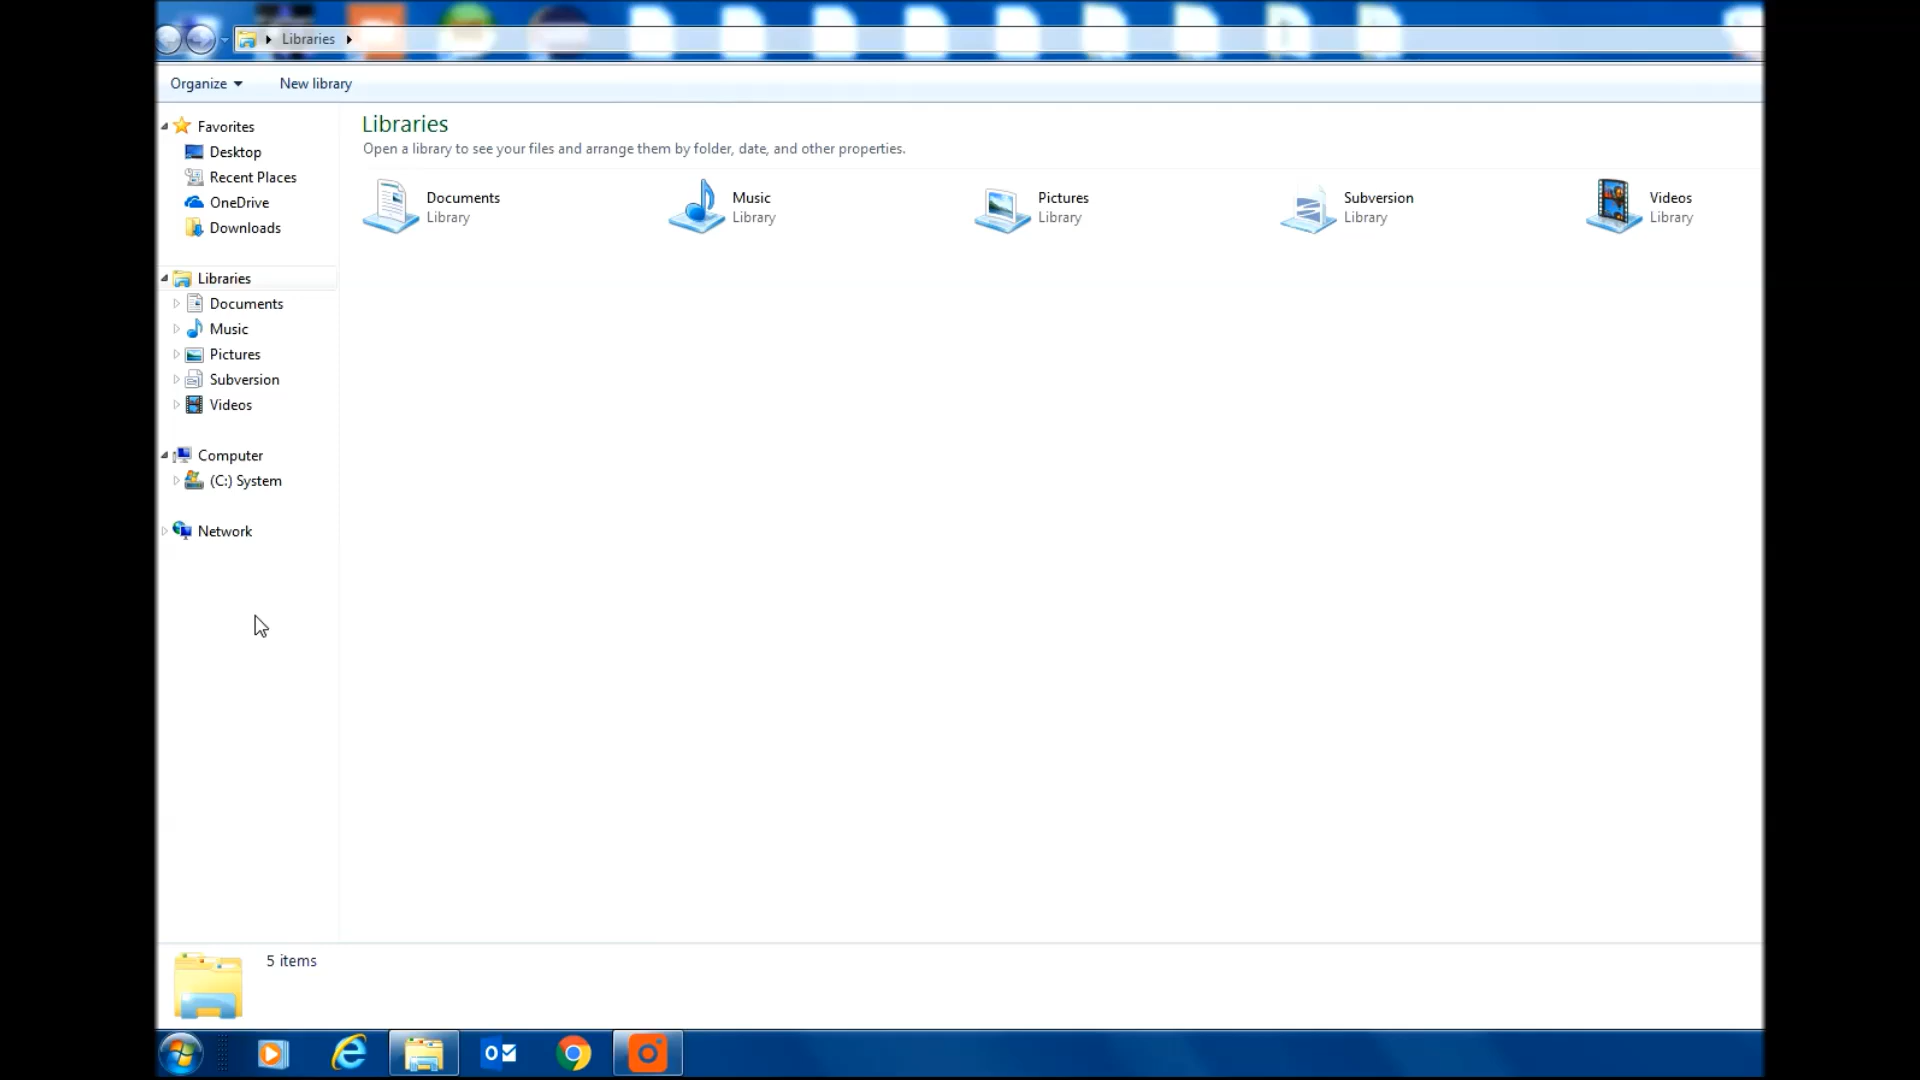 Libraries
Organize
New library
Favorites
Desktop
Recent Places
OneDrive
Downloads
Libraries
Documents
Music
Pictures
Subversion
Videos
Computer
(C:) System
Network
Libraries
Open a library to see your files and arrange them by folder, date, and other properties.
Documents
Library
Music
Library
Pictures
Library
Subversion
Library
Videos
Library
5 items